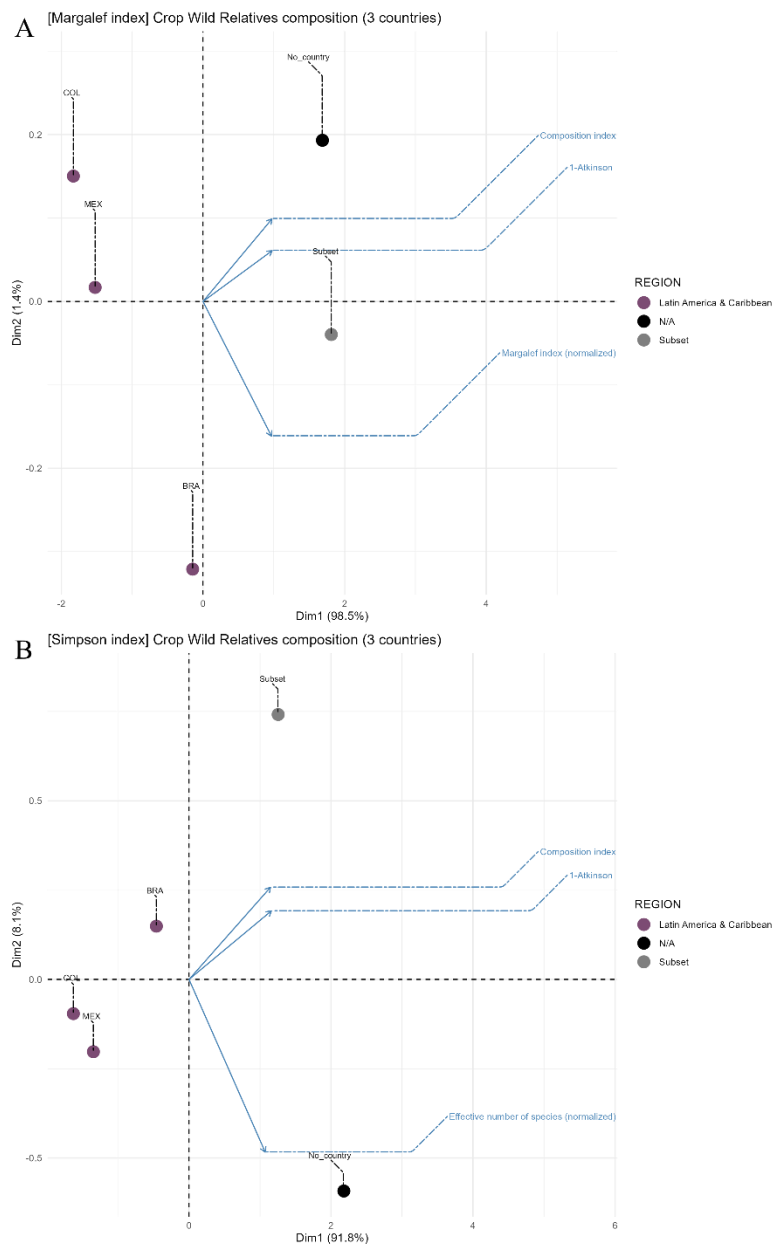 A
[Margalef index] Crop Wild Relatives composition (3 countries)
No_country
COL
0.2
Composition index
1-Atkinson
MEX
Subset
REGION
Latin America & Caribbean
N/A
Subset
0.0
Dim2 (1.4%)
Margalef index (normalized)
-0.2
BRA
-2
0
2
4
Dim1 (98.5%)
B
[Simpson index] Crop Wild Relatives composition (3 countries)
Subset
0.5
Composition index
1-Atkinson
BRA
REGION
Latin America & Caribbean
N/A
Subset
Dim2 (8.1%)
0.0
COL
MEX
Effective number of species (normalized)
No_country
-0.5
0
2
4
6
Dim1 (91.8%)